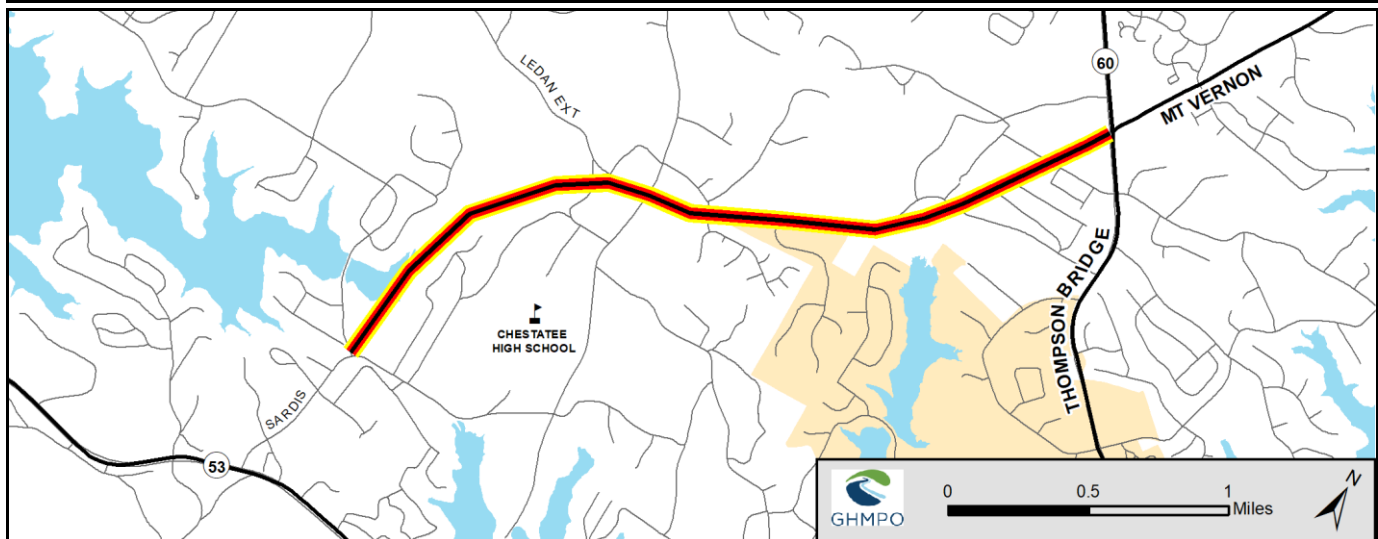 LEDAN EXT
60
MT VERNON
THOMPSON BRIDGE
CHESTATEE
HIGH SCHOOL
SARDIS
53
GHMPO
0 0.5 1
Miles
N